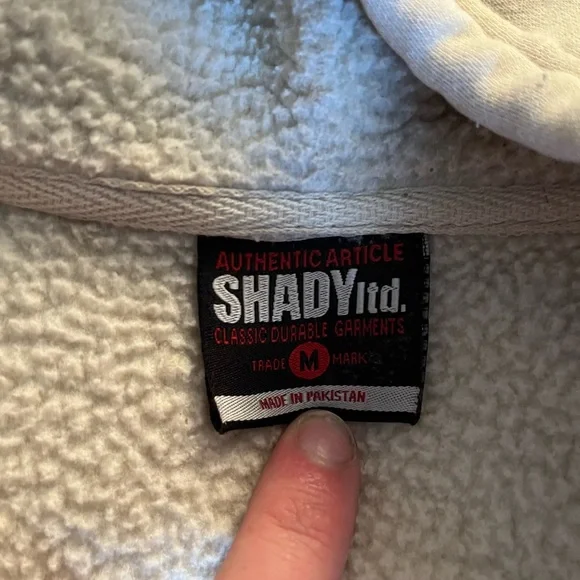 AUTHENTIC ARTICLE
SHADY ltd.
CLASSIC DURABLE GARMENTS
TRADE M MARK
MADE IN PAKISTAN